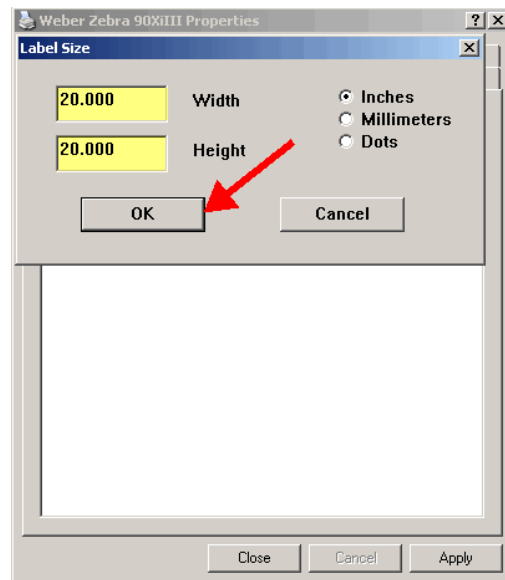 Weber Zebra 90XiIII Properties
Label Size
20.000 Width
Inches
Millimeters
20.000 Height
Dots
OK Cancel
Close Cancel Apply